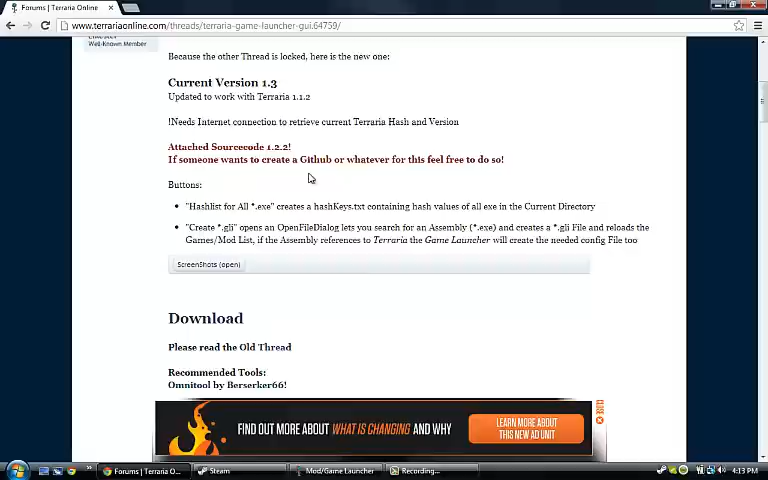 Forums | Terraria Online
www.terrariaonline.com/threads/terraria-game-launcher-gui.64759/
Well-Known Member
Because the other Thread is locked, here is the new one:
Current Version 1.3
Updated to work with Terraria 1.1.2
!Needs Internet connection to retrieve current Terraria Hash and Version
Attached Sourcecode 1.2.2!
If someone wants to create a Github or whatever for this feel free to do so!
Buttons:
"Hashlist for All *.exe" creates a hashKeys.txt containing hash values of all exe in the Current Directory
"Create *.gli" opens an OpenFileDialog lets you search for an Assembly (*.exe) and creates a *.gli File and reloads the
Games/Mod List, if the Assembly references to Terraria the Game Launcher will create the needed config File too
ScreenShots (open)
Download
Please read the Old Thread
Recommended Tools:
Omnitool by Berserker66!
FIND OUT MORE ABOUT WHAT IS CHANGING AND WHY
LEARN MORE ABOUT
THIS NEW AD UNIT
CLOSE
Forums | Terraria O...
Steam
Mod/Game Launcher
Recording...
4:13 PM